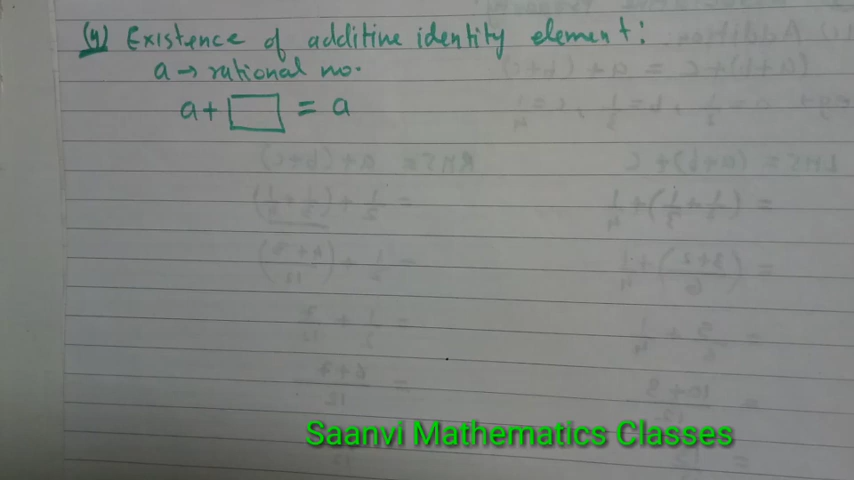 (4) Existence of additive identity element:
a → rational no.
a + □ = a
Saanvi Mathematics Classes